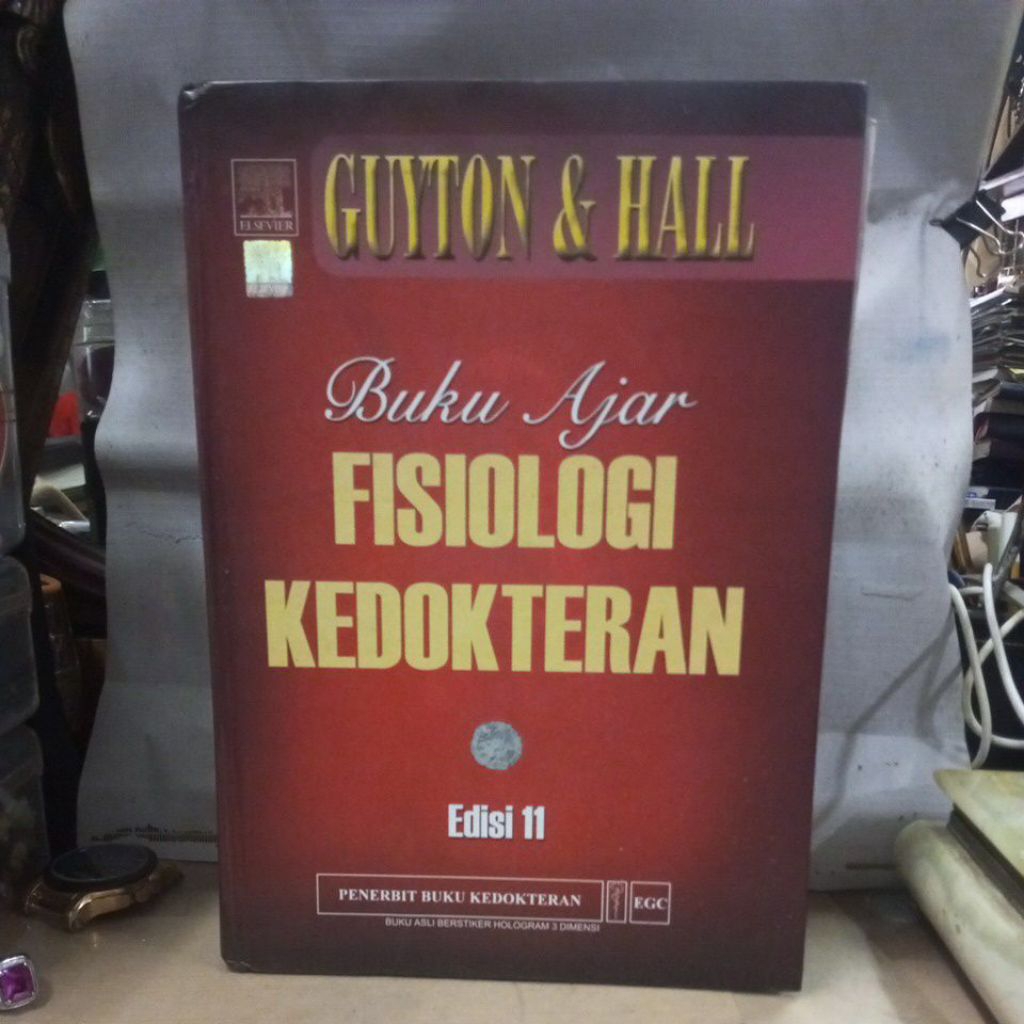 GUYTON & HALL
ELSEVIER
Buku Ajar
FISIOLOGI
KEDOKTERAN
Edisi 11
PENERBIT BUKU KEDOKTERAN EGC
BUKU ASLI BERSTIKER HOLOGRAM 3 DIMENSI